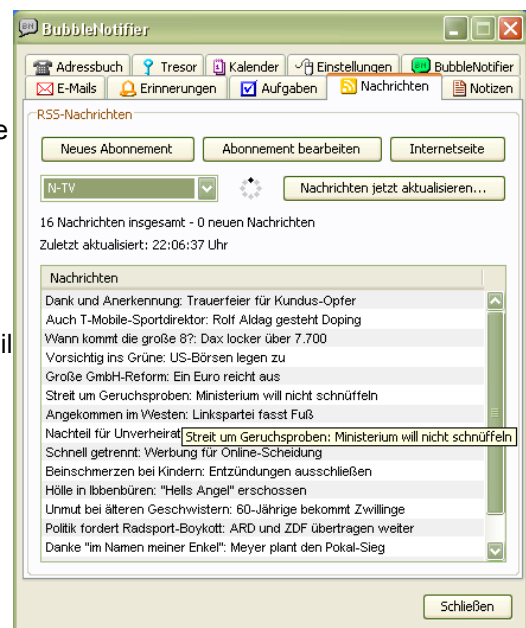 BubbleNotifier
Adressbuch Tresor Kalender Einstellungen BubbleNotifier
E-Mails Erinnerungen Aufgaben Nachrichten Notizen
RSS-Nachrichten
e
Neues Abonnement Abonnement bearbeiten Internetseite
N-TV Nachrichten jetzt aktualisieren...
16 Nachrichten insgesamt - 0 neuen Nachrichten
Zuletzt aktualisiert: 22:06:37 Uhr
Nachrichten
Dank und Anerkennung: Trauerfeier für Kundus-Opfer
Auch T-Mobile-Sportdirektor: Rolf Aldag gesteht Doping
il
Wann kommt die große 8?: Dax locker über 7.700
Vorsichtig ins Grüne: US-Börsen legen zu
Große GmbH-Reform: Ein Euro reicht aus
Streit um Geruchsproben: Ministerium will nicht schnüffeln
Angekommen im Westen: Linkspartei fasst Fuß
Nachteil für Unverheirat
Streit um Geruchsproben: Ministerium will nicht schnüffeln
Schnell getrennt: Werbung für Online-Scheidung
Beinschmerzen bei Kindern: Entzündungen ausschließen
Hölle in Ibbenbüren: "Hells Angel" erschossen
Unmut bei älteren Geschwistern: 60-Jährige bekommt Zwillinge
Politik fordert Radsport-Boykott: ARD und ZDF übertragen weiter
Danke "im Namen meiner Enkel": Meyer plant den Pokal-Sieg
Schließen